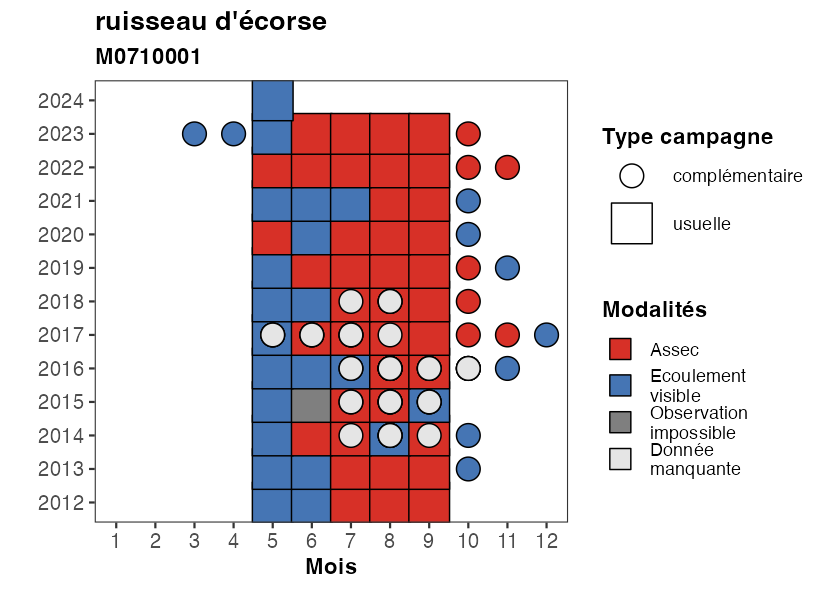 ruisseau d'écorse
M0710001
2024
2023
2022
2021
2020
2019
2018
2017
2016
2015
2014
2013
2012
1 2 3 4 5 6 7 8 9 10 11 12
Mois
Type campagne
complémentaire
usuelle
Modalités
Assec
Ecoulement
visible
Observation
impossible
Donnée
manquante